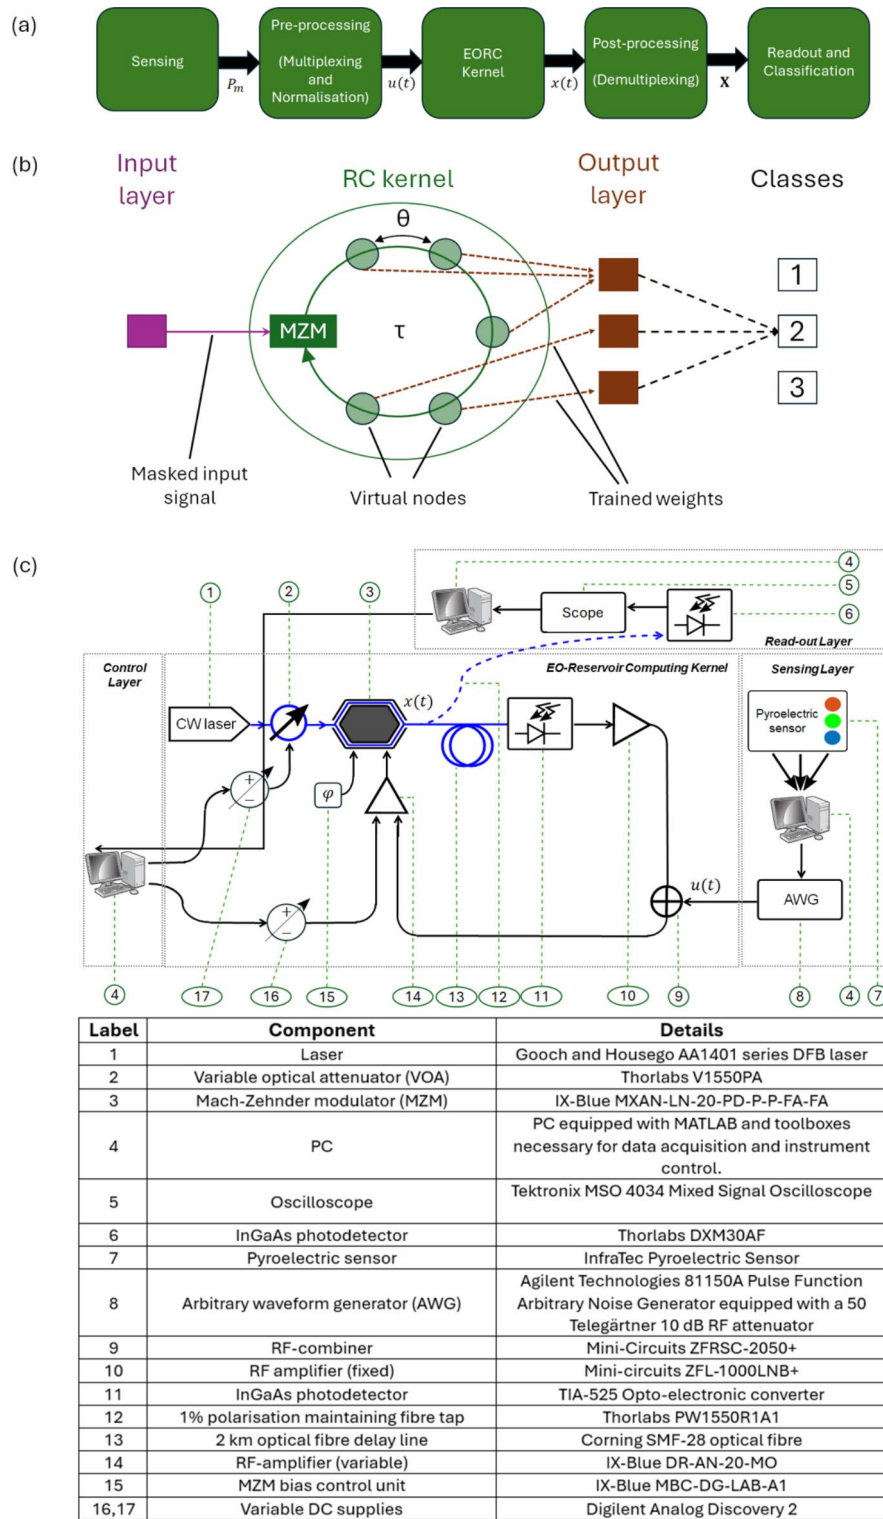 (a)
Sensing
P_m
Pre-processing
(Multiplexing
and
Normalisation)
u(t)
EORC
Kernel
x(t)
Post-processing
(Demultiplexing)
X
Readout and
Classification
(b)
Input
layer
RC kernel
Output
layer
Classes
θ
MZM
τ
1
2
3
Masked input
signal
Virtual nodes
Trained weights
(c)
4
5
6
Scope
Read-out Layer
1
2
3
Control
Layer
EO-Reservoir Computing Kernel
Sensing Layer
x(t)
CW laser
Pyroelectric
sensor
+
−
φ
u(t)
AWG
+
−
4
17
16
15
14
13
12
11
10
9
8
4
7
Label Component Details
1 Laser Gooch and Housego AA1401 series DFB laser
2 Variable optical attenuator (VOA) Thorlabs V1550PA
3 Mach-Zehnder modulator (MZM) IX-Blue MXAN-LN-20-PD-P-P-FA-FA
4 PC PC equipped with MATLAB and toolboxes
necessary for data acquisition and instrument
control.
5 Oscilloscope Tektronix MSO 4034 Mixed Signal Oscilloscope
6 InGaAs photodetector Thorlabs DXM30AF
7 Pyroelectric sensor InfraTec Pyroelectric Sensor
8 Arbitrary waveform generator (AWG) Agilent Technologies 81150A Pulse Function
Arbitrary Noise Generator equipped with a 50
Telegärtner 10 dB RF attenuator
9 RF-combiner Mini-Circuits ZFRSC-2050+
10 RF amplifier (fixed) Mini-circuits ZFL-1000LNB+
11 InGaAs photodetector TIA-525 Opto-electronic converter
12 1% polarisation maintaining fibre tap Thorlabs PW1550R1A1
13 2 km optical fibre delay line Corning SMF-28 optical fibre
14 RF-amplifier (variable) IX-Blue DR-AN-20-MO
15 MZM bias control unit IX-Blue MBC-DG-LAB-A1
16,17 Variable DC supplies Digilent Analog Discovery 2